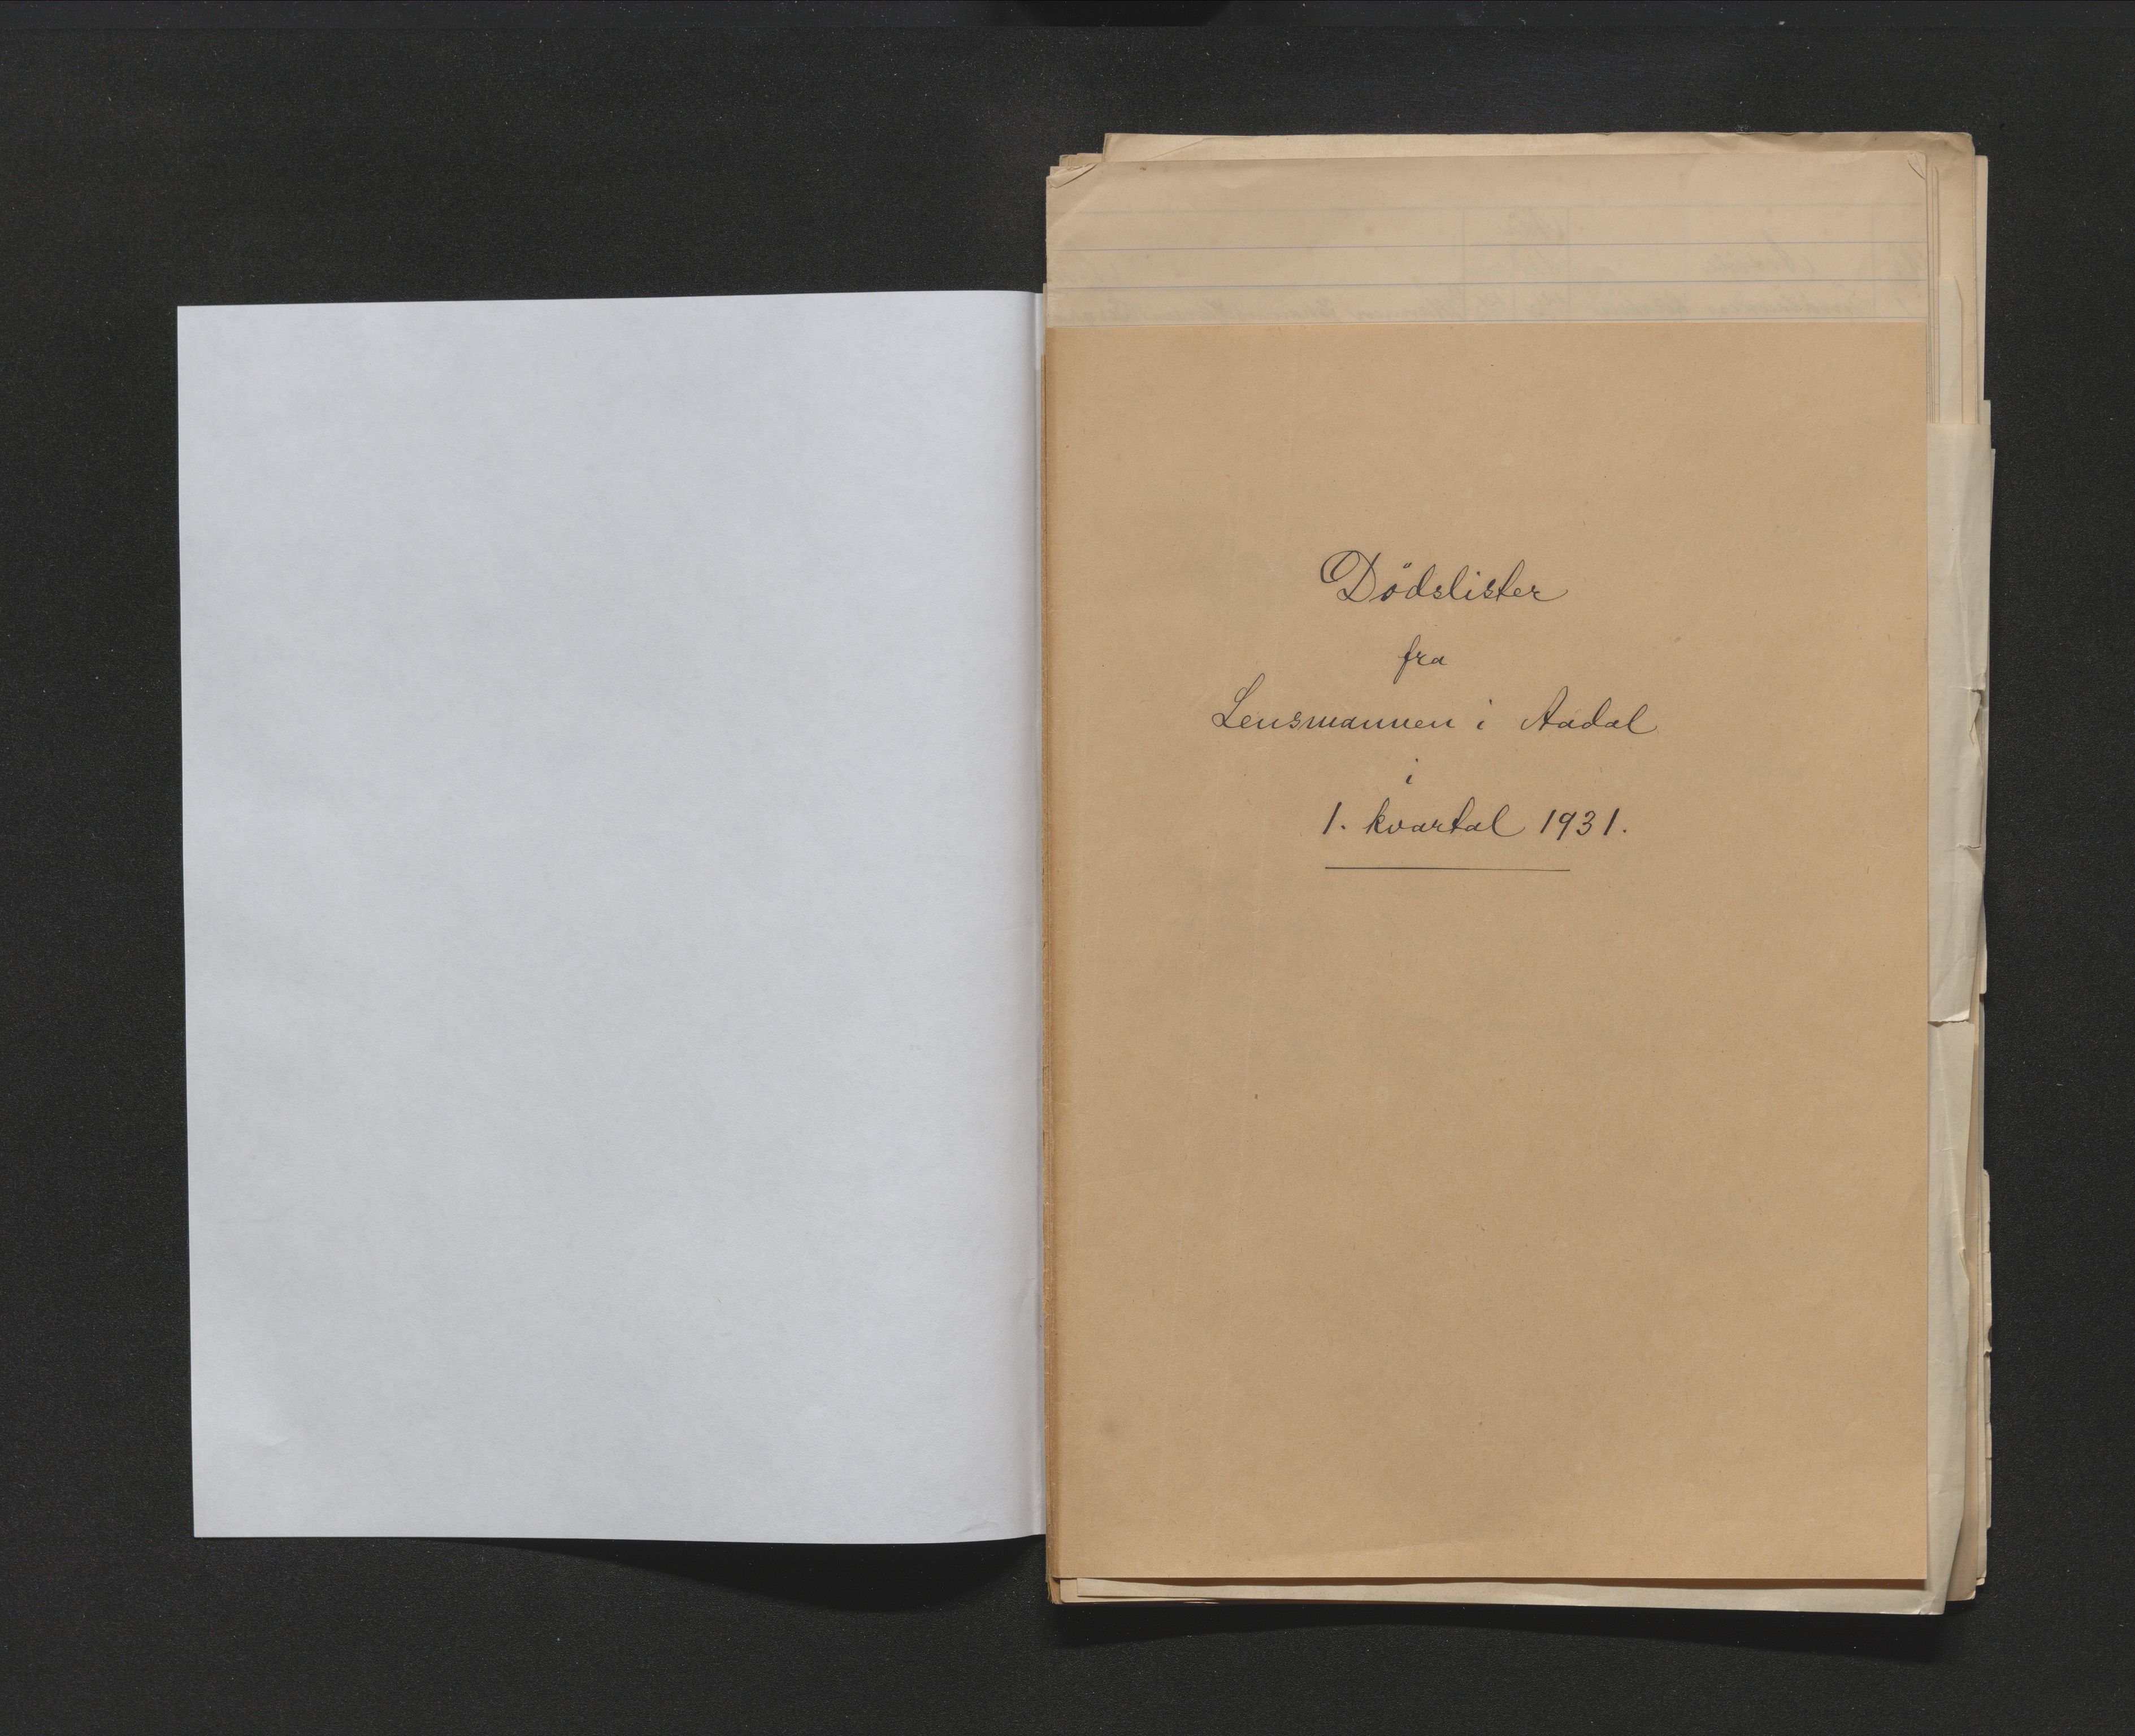 Dödslister
fra
Lensmannen i Aadal
i
1. kvartal 1931.